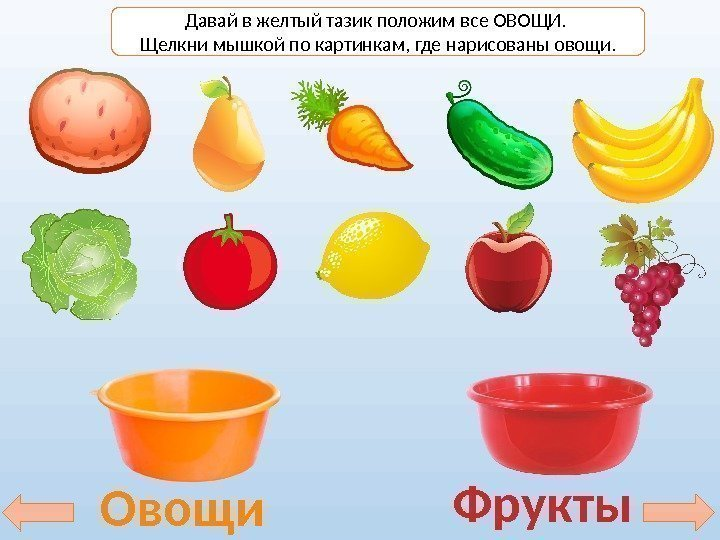 Давай в желтый тазик положим все ОВОЩИ.
Щелкни мышкой по картинкам, где нарисованы овощи.
Овощи
Фрукты